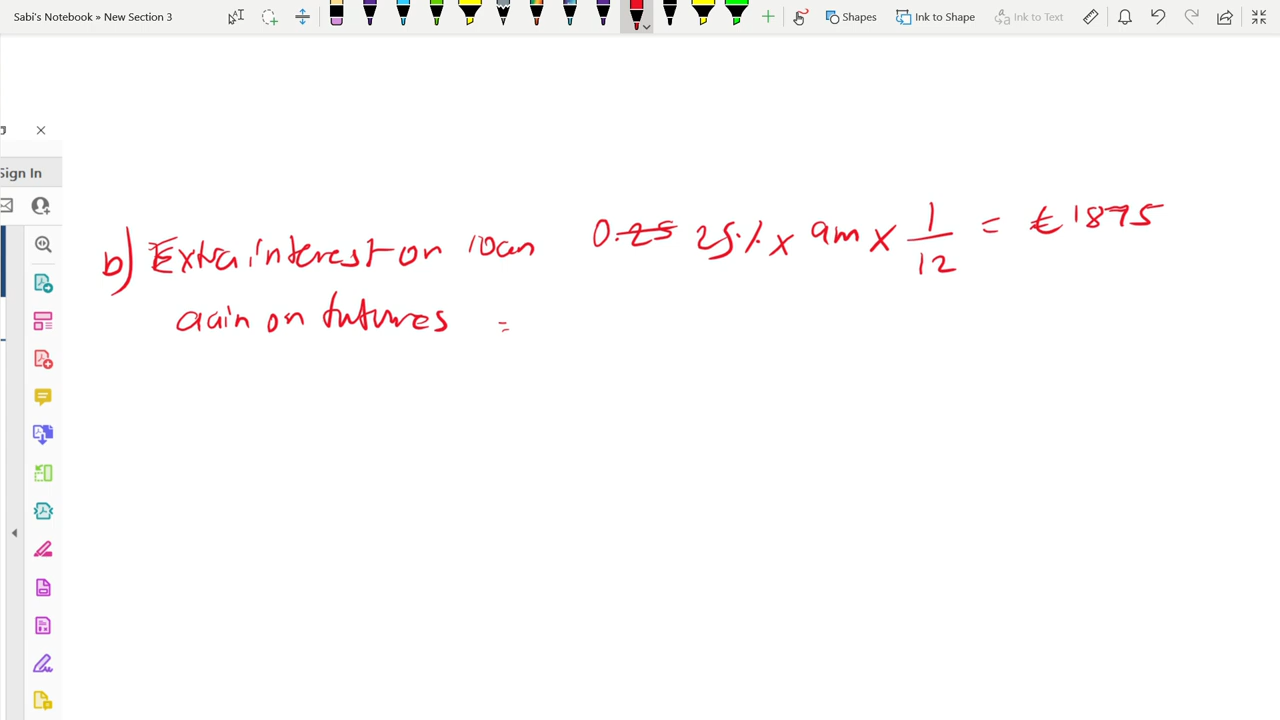 Sabi's Notebook » New Section 3
Shapes
Ink to Shape
Ink to Text
Sign In
b) Extra interest on loan 0.25 25% x 9m x 1/12 = €1875
gain on futures =